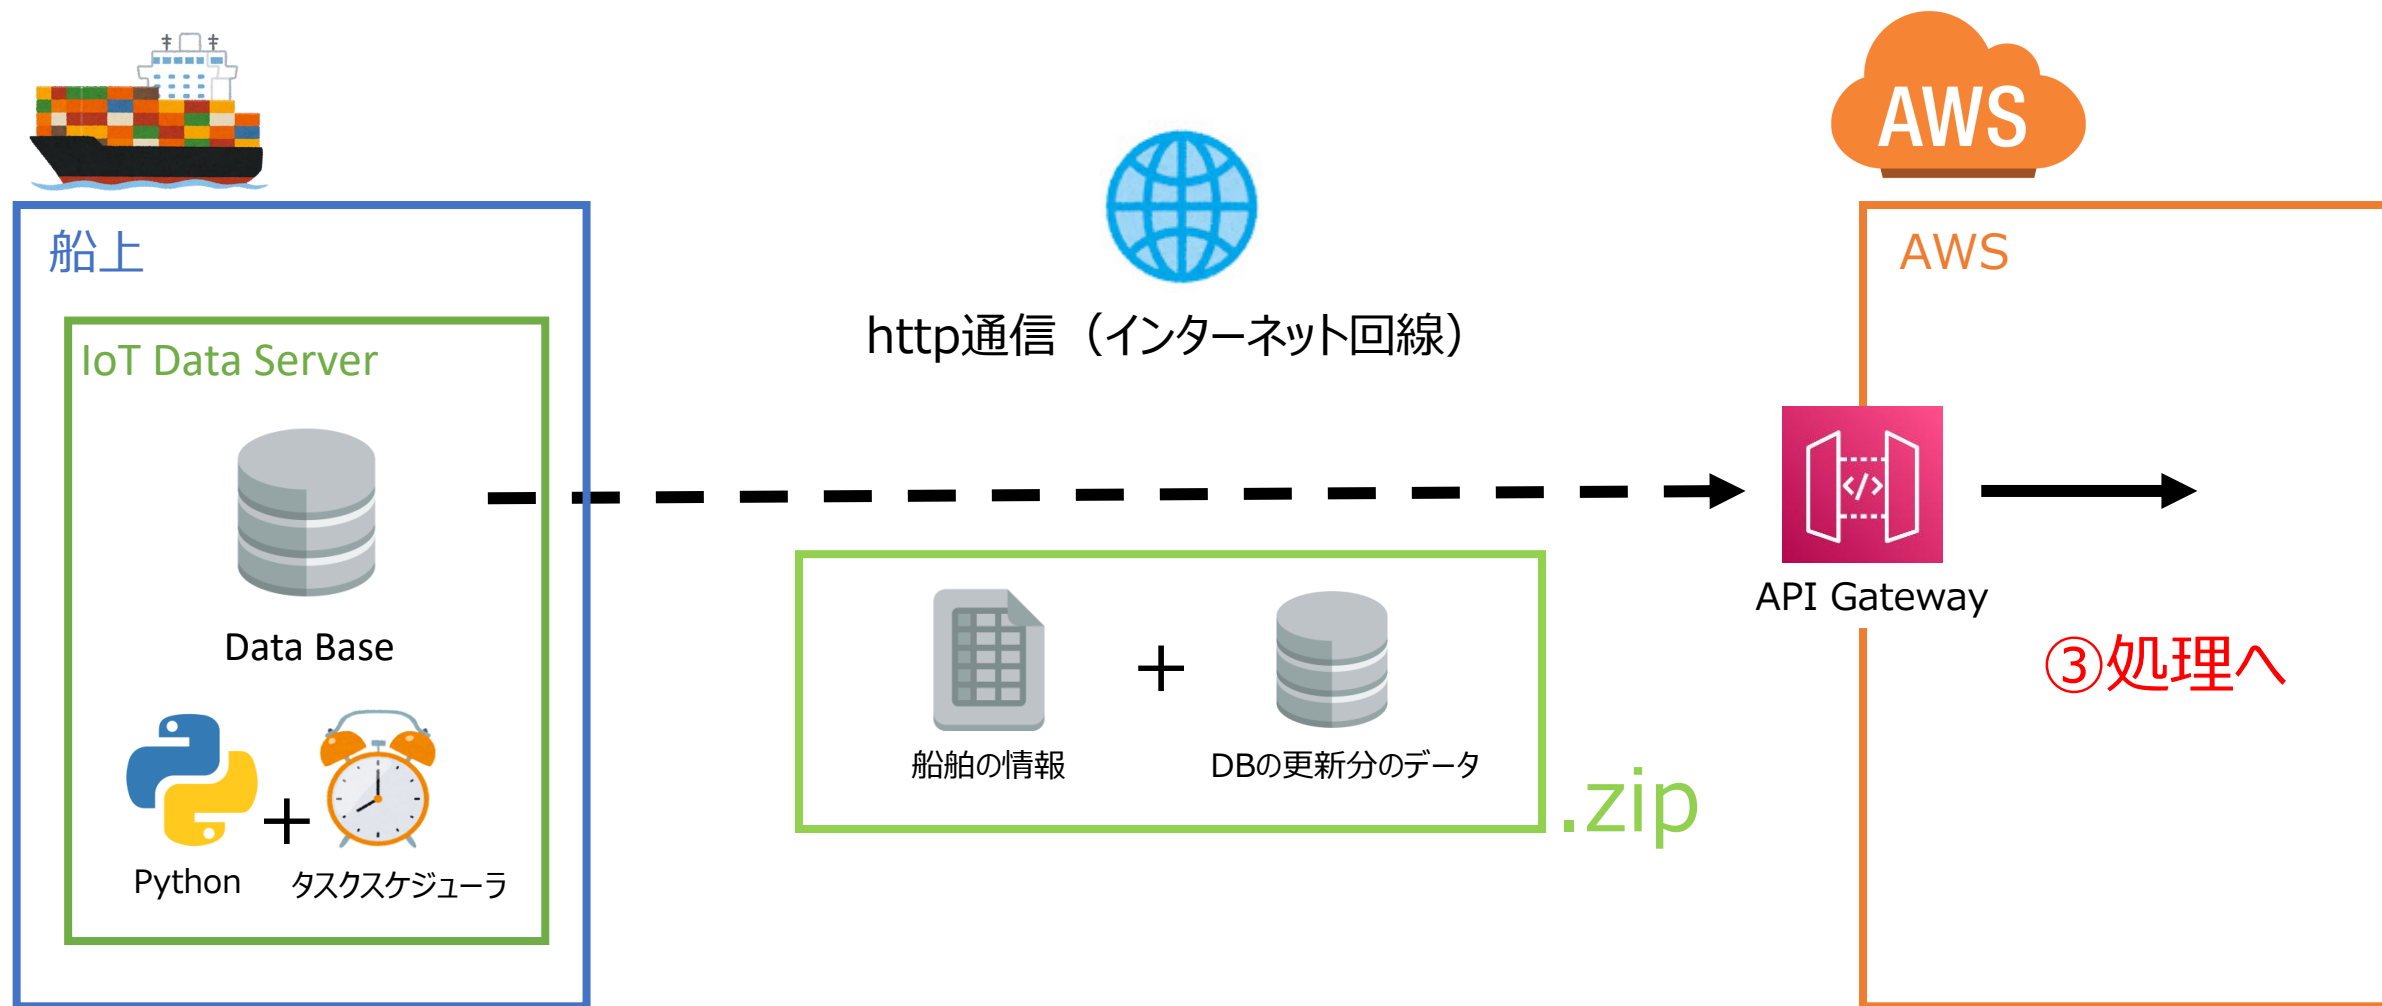 AWS
船上
AWS
IoT Data Server
http通信（インターネット回線）
Data Base
API Gateway
③処理へ
船舶の情報
+
DBの更新分のデータ
.zip
+
Python
タスクスケジューラ